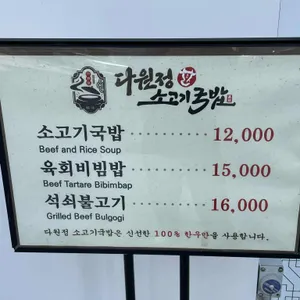 다원정
소고기국밥
소고기국밥 ·········· 12,000
Beef and Rice Soup
육회비빔밥 ·········· 15,000
Beef Tartare Bibimbap
석쇠불고기 ·········· 16,000
Grilled Beef Bulgogi
다원정 소고기국밥은 신선한 100% 한우만을 사용합니다.